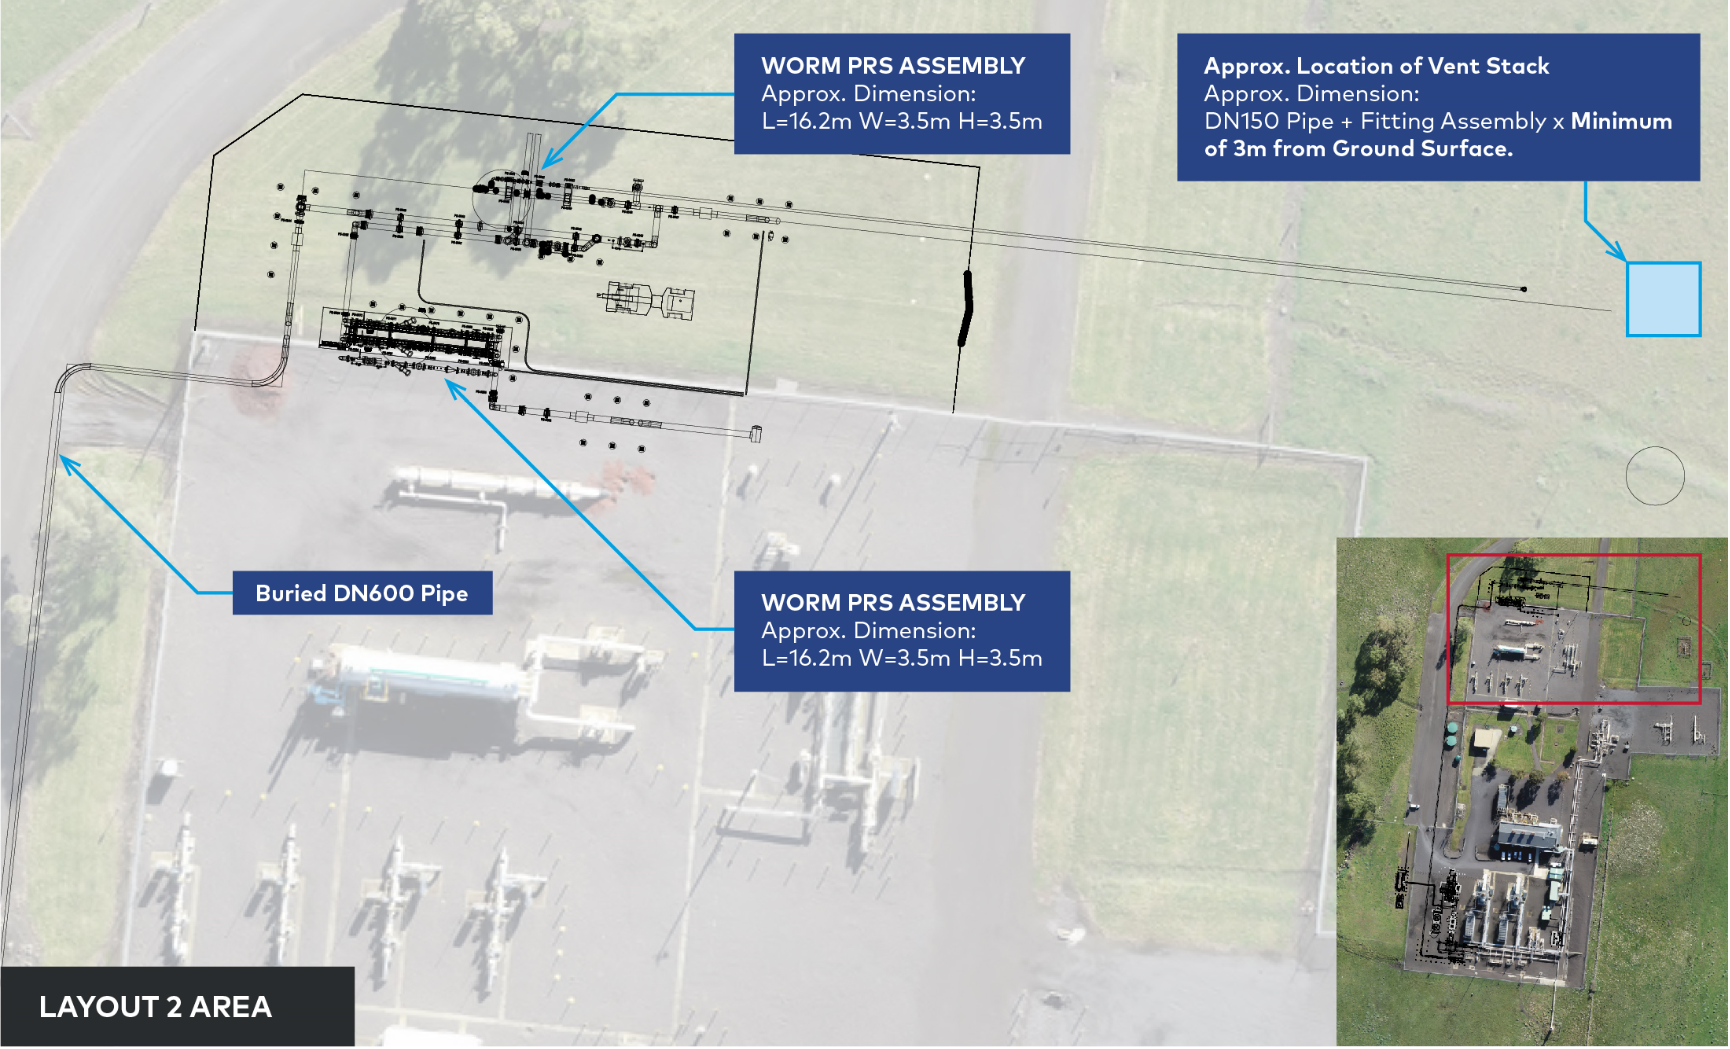 WORM PRS ASSEMBLY
Approx. Dimension:
L=16.2m W=3.5m H=3.5m
Approx. Location of Vent Stack
Approx. Dimension:
DN150 Pipe + Fitting Assembly x Minimum
of 3m from Ground Surface.
Buried DN600 Pipe
WORM PRS ASSEMBLY
Approx. Dimension:
L=16.2m W=3.5m H=3.5m
LAYOUT 2 AREA